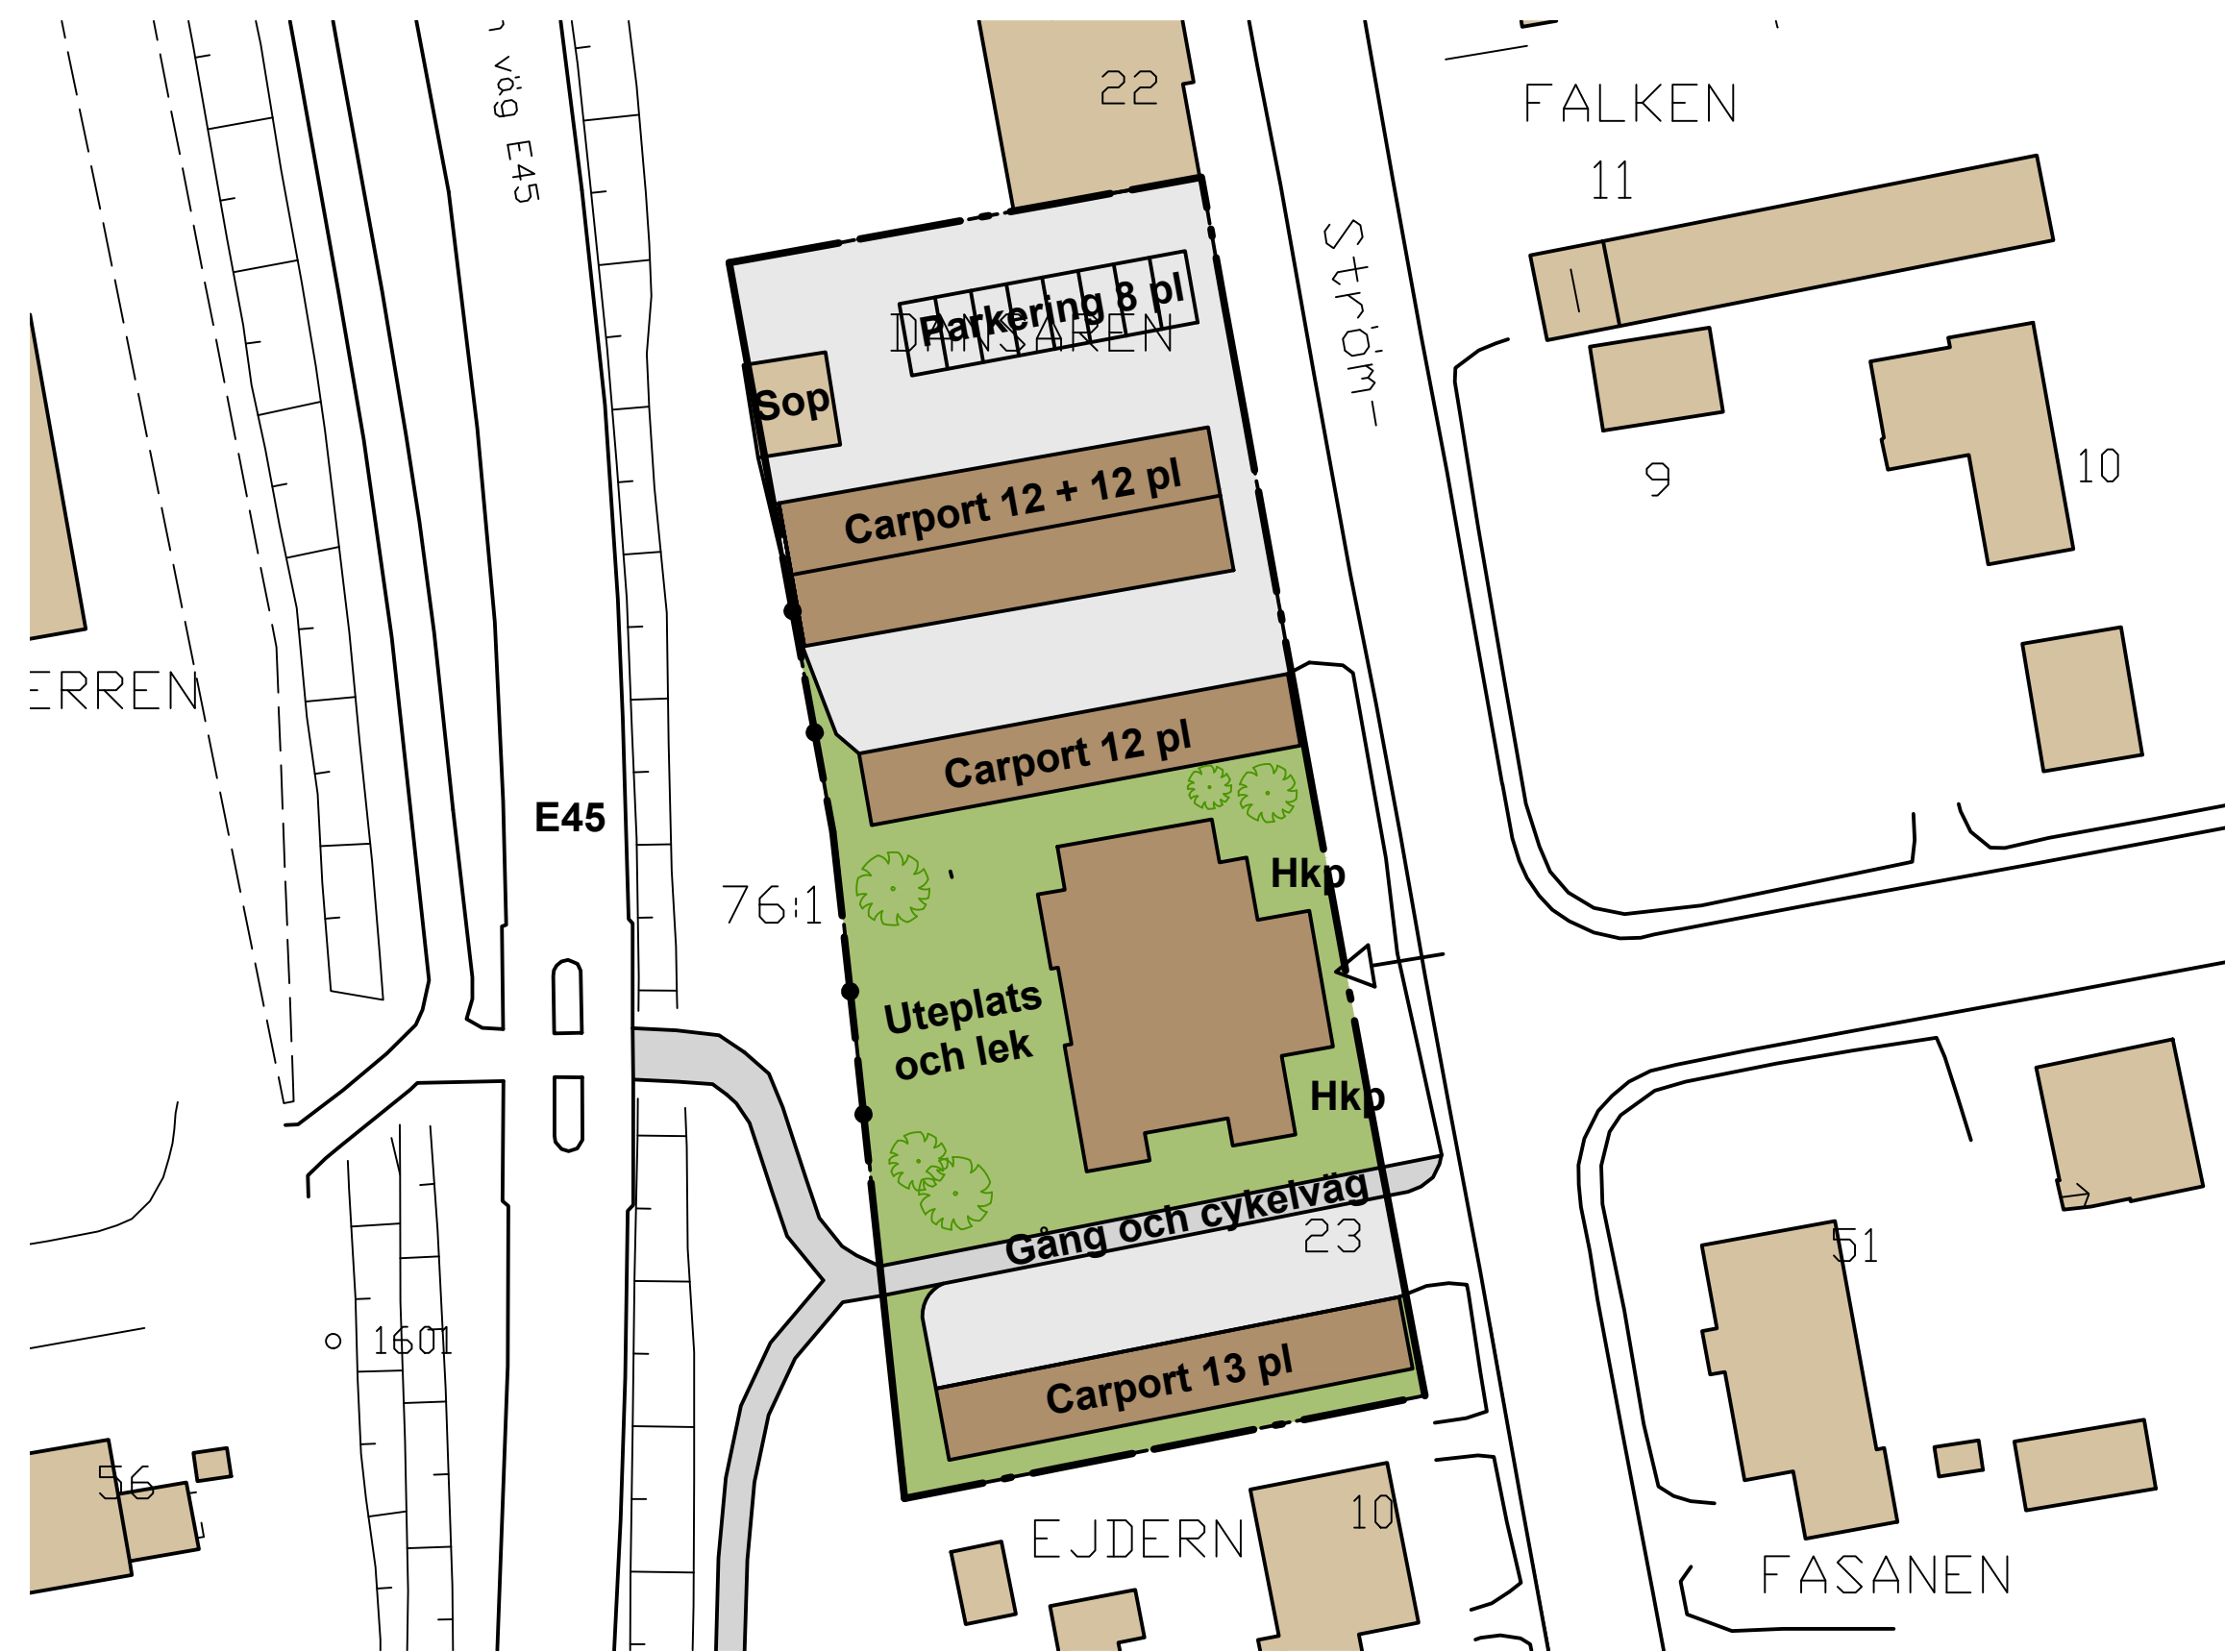 22
FALKEN
11
väg E45
Ström-
Parkering 8 pl
DANSAREN
Sop
9
10
Carport 12 + 12 pl
ERREN
Carport 12 pl
E45
76:1
Hkp
Uteplats
och lek
Hkp
Gång och cykelväg
23
51
1601
Carport 13 pl
56
10
EJDERN
FASANEN